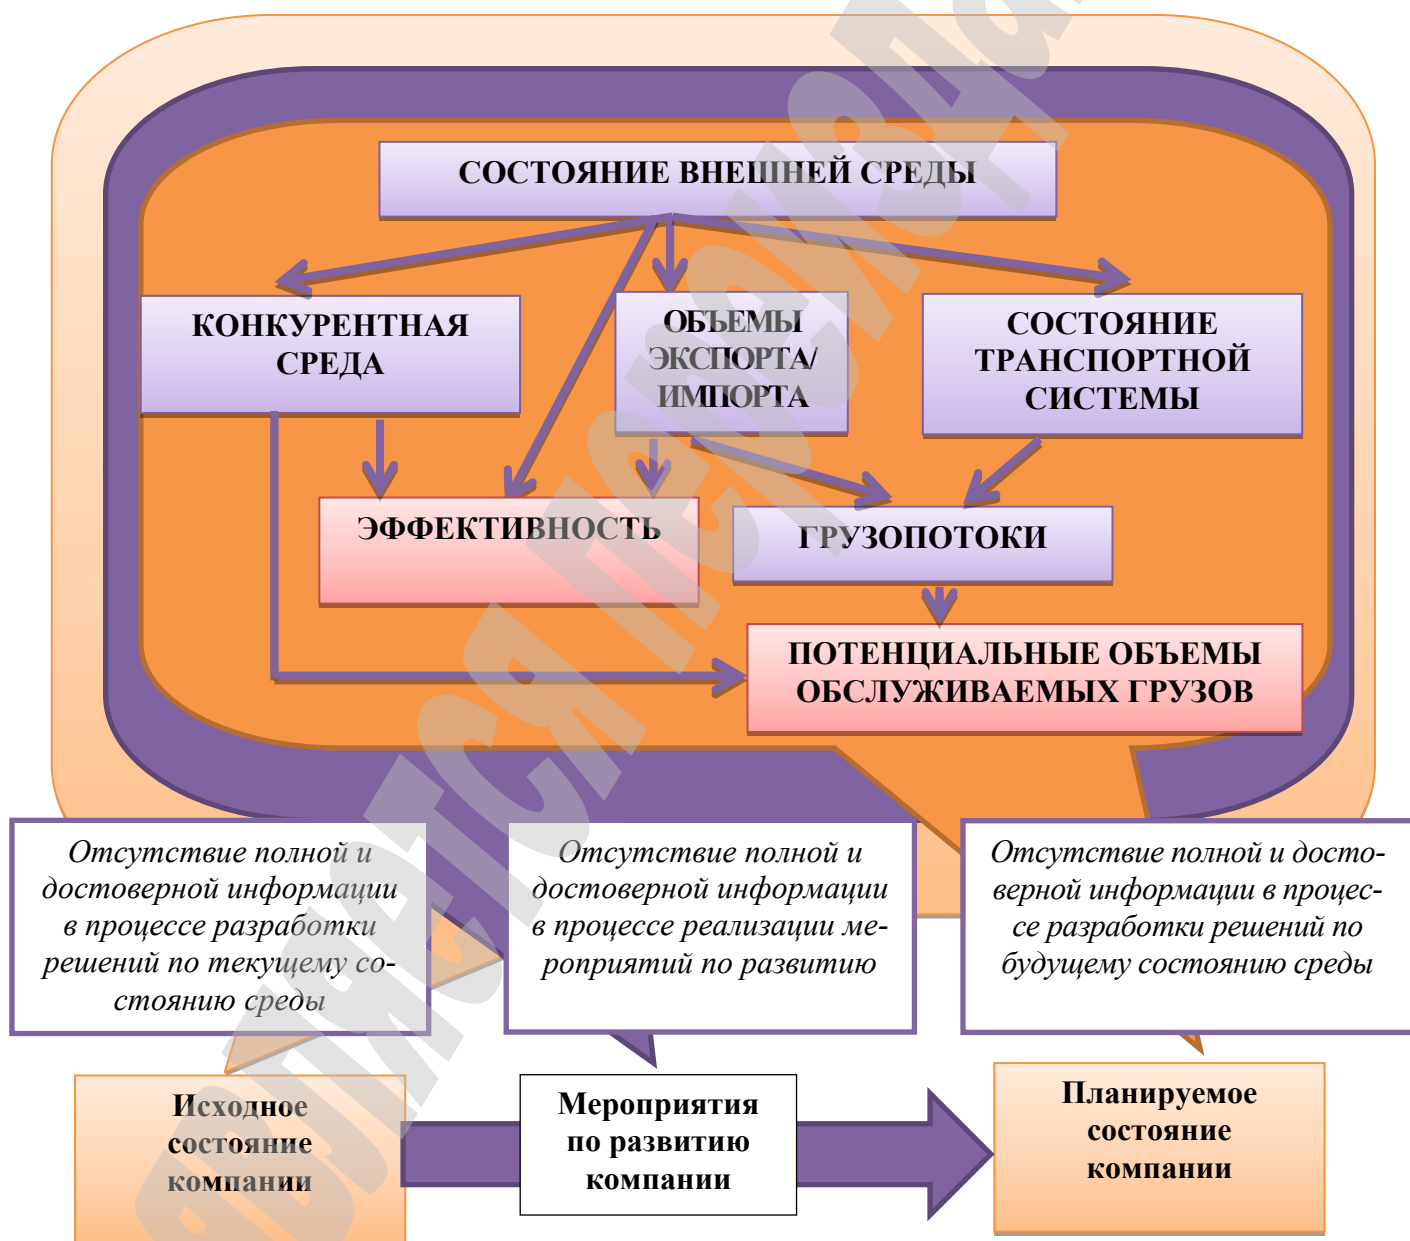 СОСТОЯНИЕ ВНЕШНЕЙ СРЕДЫ
КОНКУРЕНТНАЯ
СРЕДА
ОБЪЕМЫ
ЭКСПОРТА/
ИМПОРТА
СОСТОЯНИЕ
ТРАНСПОРТНОЙ
СИСТЕМЫ
ЭФФЕКТИВНОСТЬ
ГРУЗОПОТОКИ
ПОТЕНЦИАЛЬНЫЕ ОБЪЕМЫ
ОБСЛУЖИВАЕМЫХ ГРУЗОВ
Отсутствие полной и
достоверной информации
в процессе разработки
решений по текущему со-
стоянию среды
Отсутствие полной и
достоверной информации
в процессе реализации ме-
роприятий по развитию
Отсутствие полной и досто-
верной информации в процес-
се разработки решений по
будущему состоянию среды
Исходное
состояние
компании
Мероприятия
по развитию
компании
Планируемое
состояние
компании